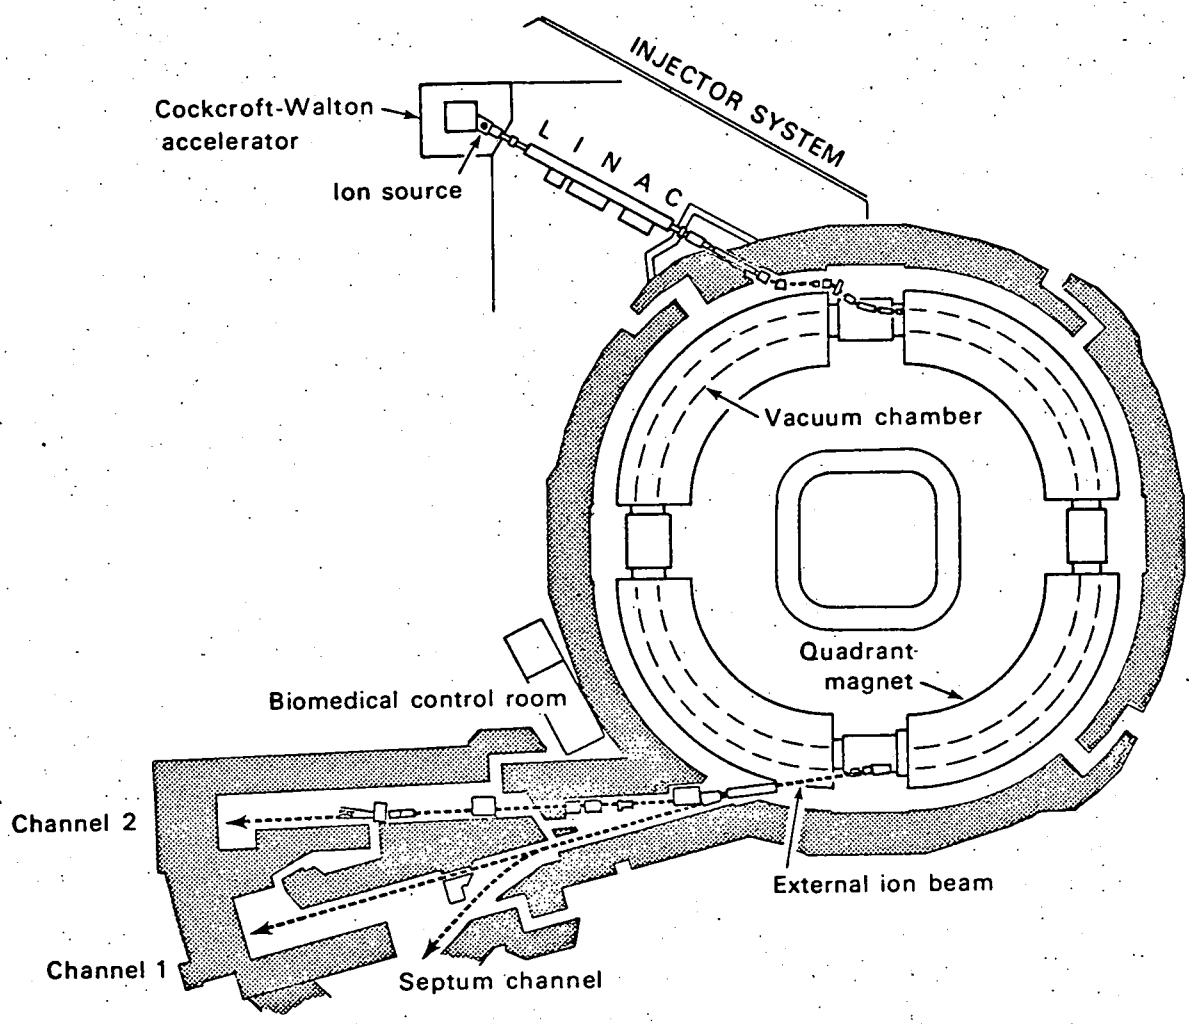 INJECTOR SYSTEM
Cockcroft-Walton
accelerator
LINAC
Ion source
Vacuum chamber
Quadrant-
magnet
Biomedical control room
Channel 2
External ion beam
Channel 1
Septum channel